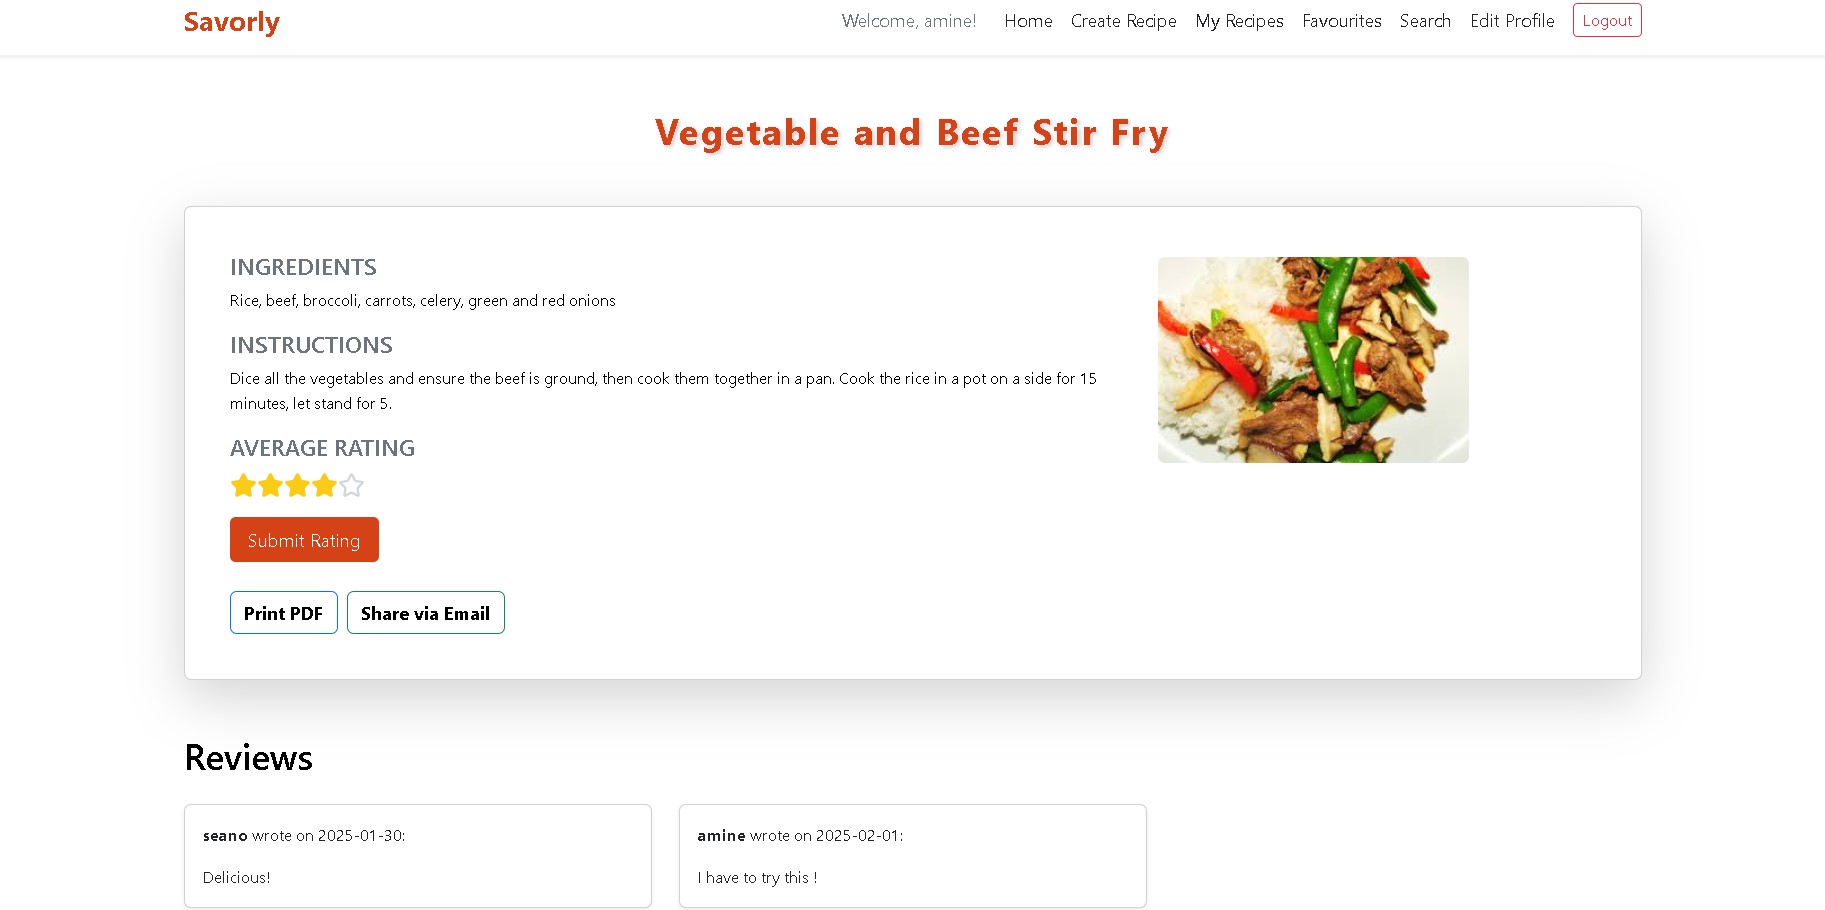 Savorly
Welcome, amine! Home Create Recipe My Recipes Favourites Search Edit Profile Logout
Vegetable and Beef Stir Fry
INGREDIENTS
Rice, beef, broccoli, carrots, celery, green and red onions
INSTRUCTIONS
Dice all the vegetables and ensure the beef is ground, then cook them together in a pan. Cook the rice in a pot on a side for 15
minutes, let stand for 5.
AVERAGE RATING
Submit Rating
Print PDF Share via Email
Reviews
seano wrote on 2025-01-30:
Delicious!
amine wrote on 2025-02-01:
I have to try this !